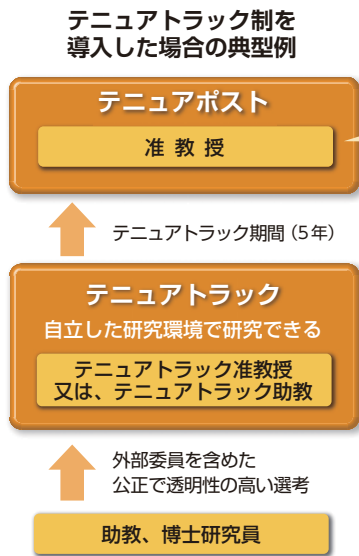 テニュアトラック制を
導入した場合の典型例
テニュアポスト
准 教 授
テニュアトラック期間(5年)
テニュアトラック
自立した研究環境で研究できる
テニュアトラック准教授
又は、テニュアトラック助教
外部委員を含めた
公正で透明性の高い選考
助教、博士研究員